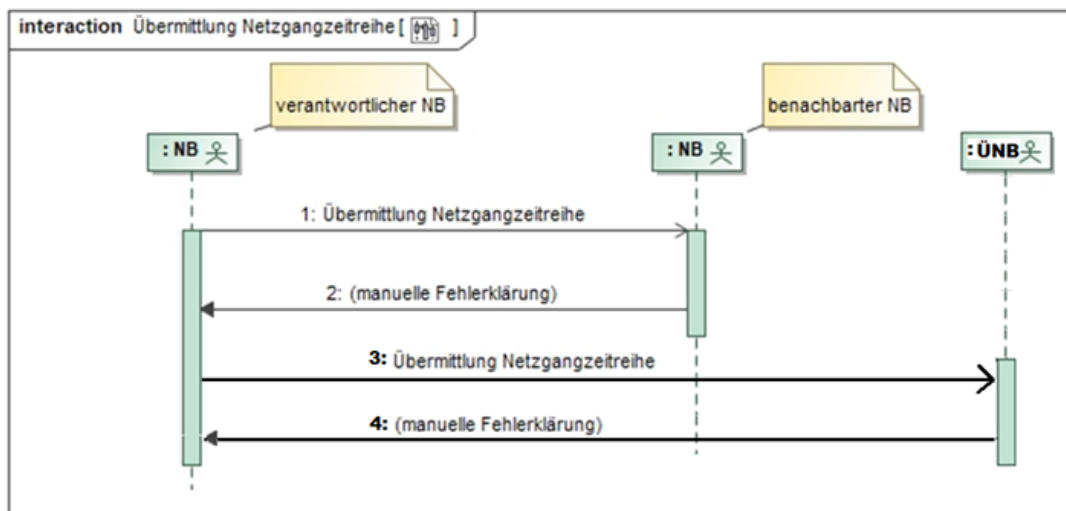 interaction Übermittlung Netzgangzeitreihe [ ]
verantwortlicher NB
benachbarter NB
: NB
: NB
:ÜNB
1: Übermittlung Netzgangzeitreihe
2: (manuelle Fehlerklärung)
3: Übermittlung Netzgangzeitreihe
4: (manuelle Fehlerklärung)